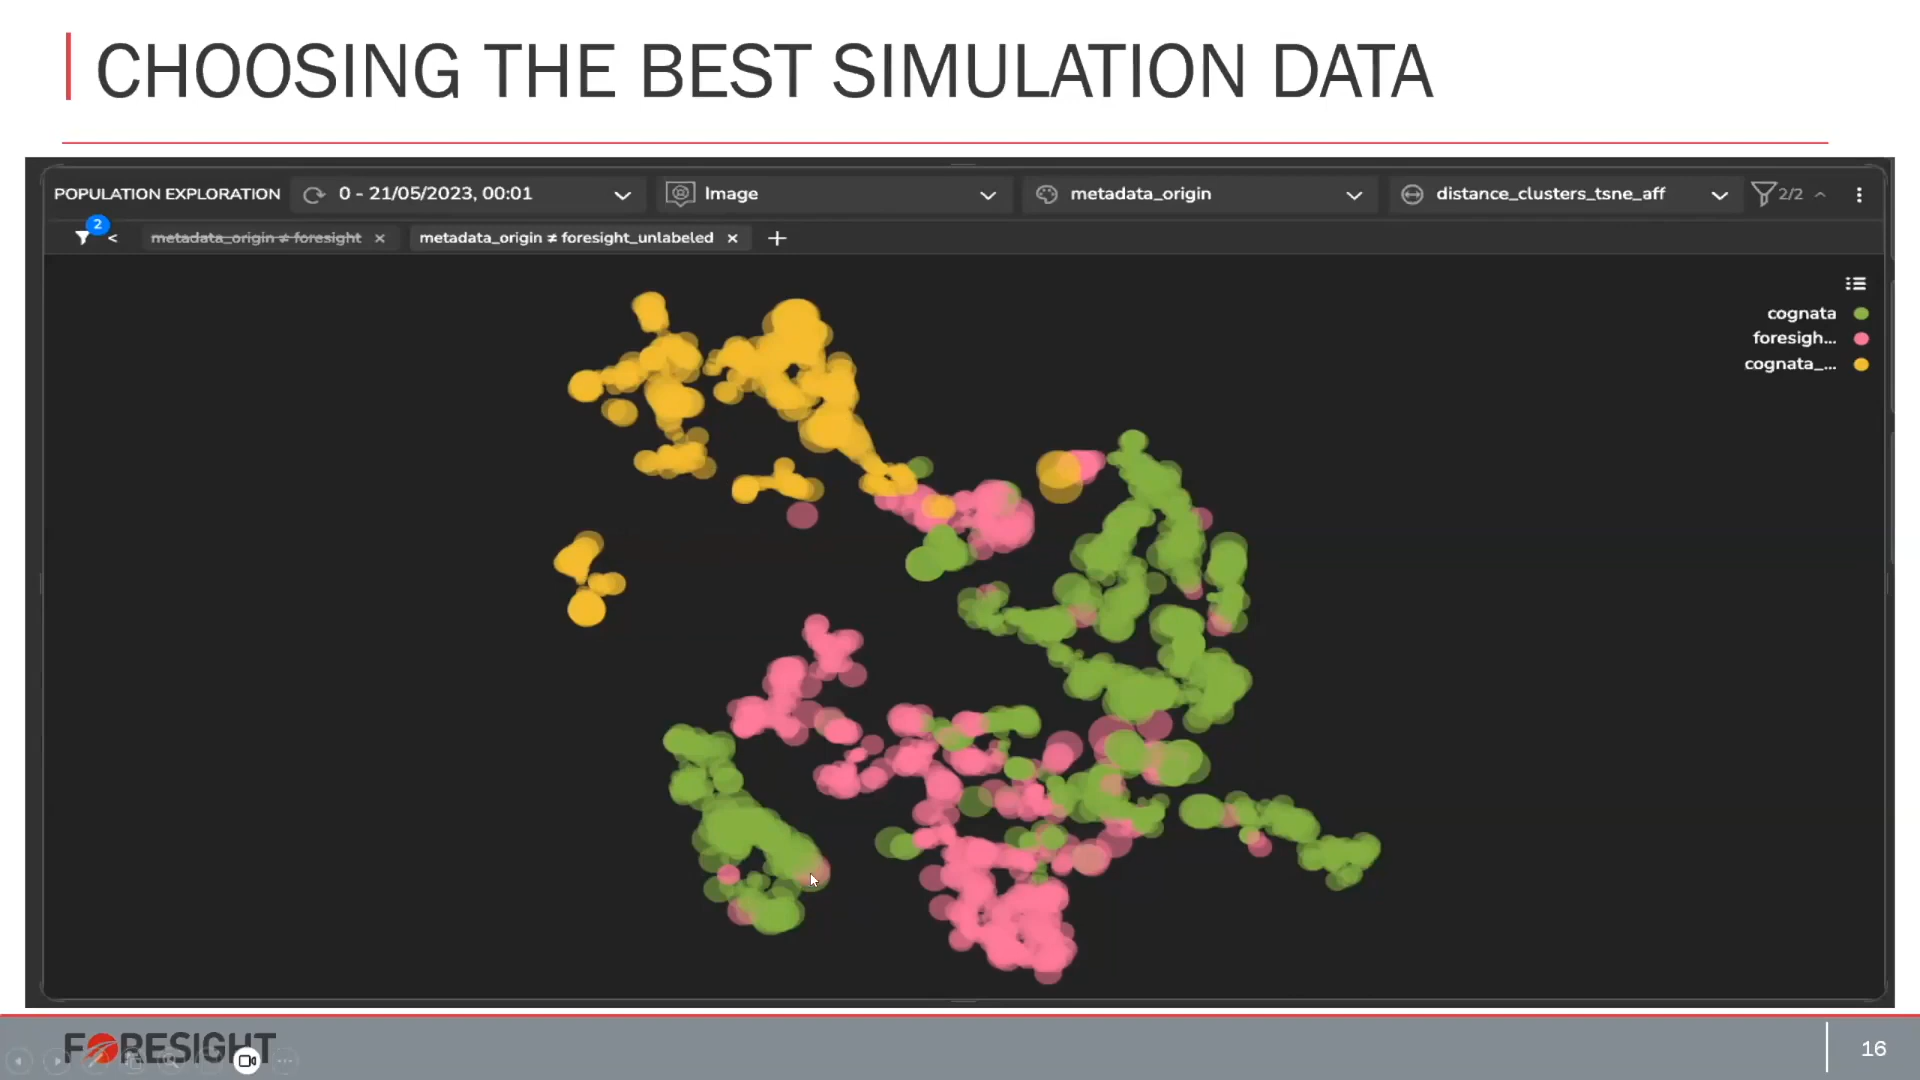 CHOOSING THE BEST SIMULATION DATA
POPULATION EXPLORATION 0 - 21/05/2023, 00:01 Image metadata_origin distance_clusters_tsne_aff 2/2
2 < metadata_origin ≠ foresight × metadata_origin ≠ foresight_unlabeled × +
cognata
foresigh...
cognata_...
FORESIGHT
16